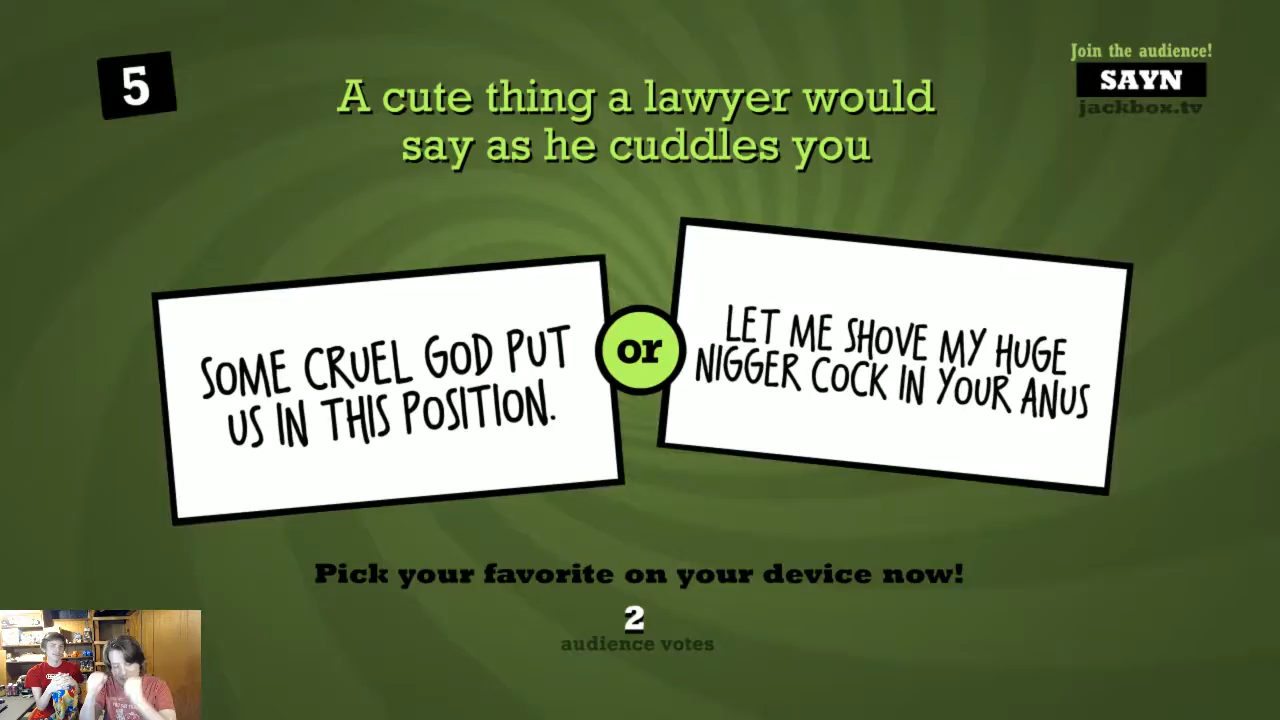 5
Join the audience!
SAYN
jackbox.tv
A cute thing a lawyer would
say as he cuddles you
SOME CRUEL GOD PUT
US IN THIS POSITION.
or
LET ME SHOVE MY HUGE
NIGGER COCK IN YOUR ANUS
Pick your favorite on your device now!
2
audience votes